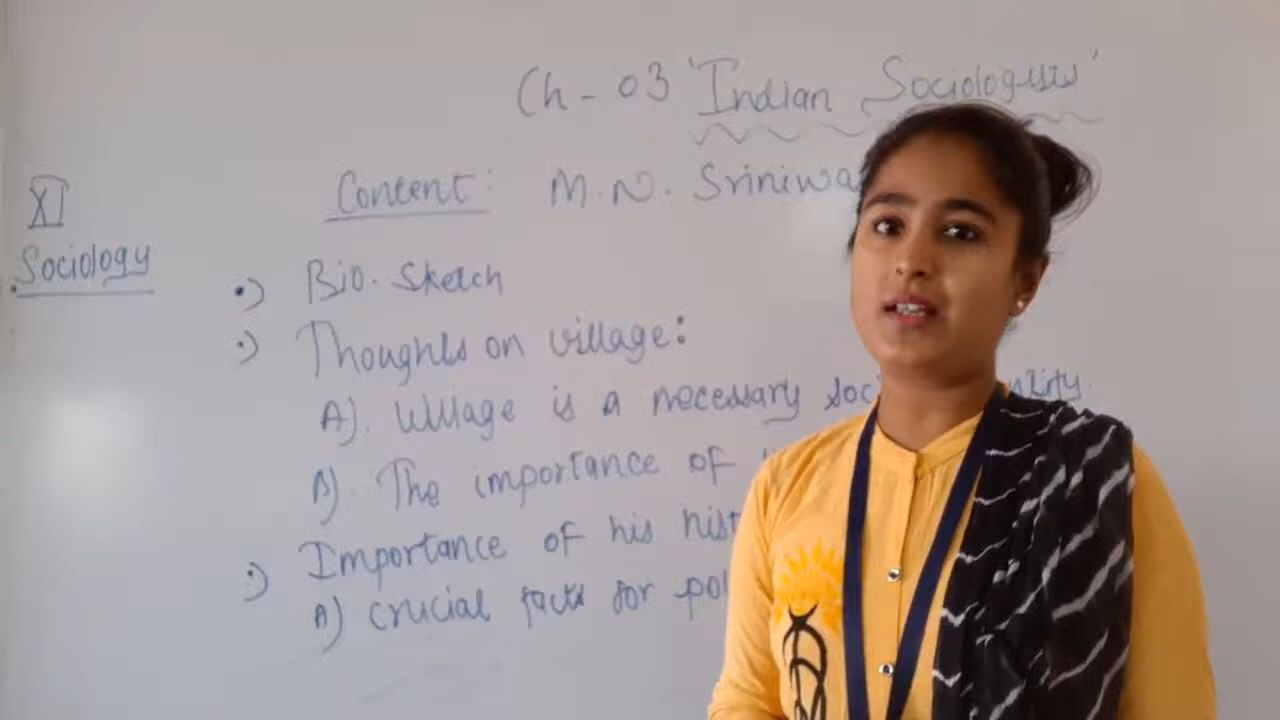 Ch - 03 'Indian Sociologists'
XI
Sociology
Content: M. N. Sriniwa
•) Bio. Sketch
•) Thoughts on village:
A). Village is a necessary soc
B). The importance of
•) Importance of his hist
A) Crucial facts for pol